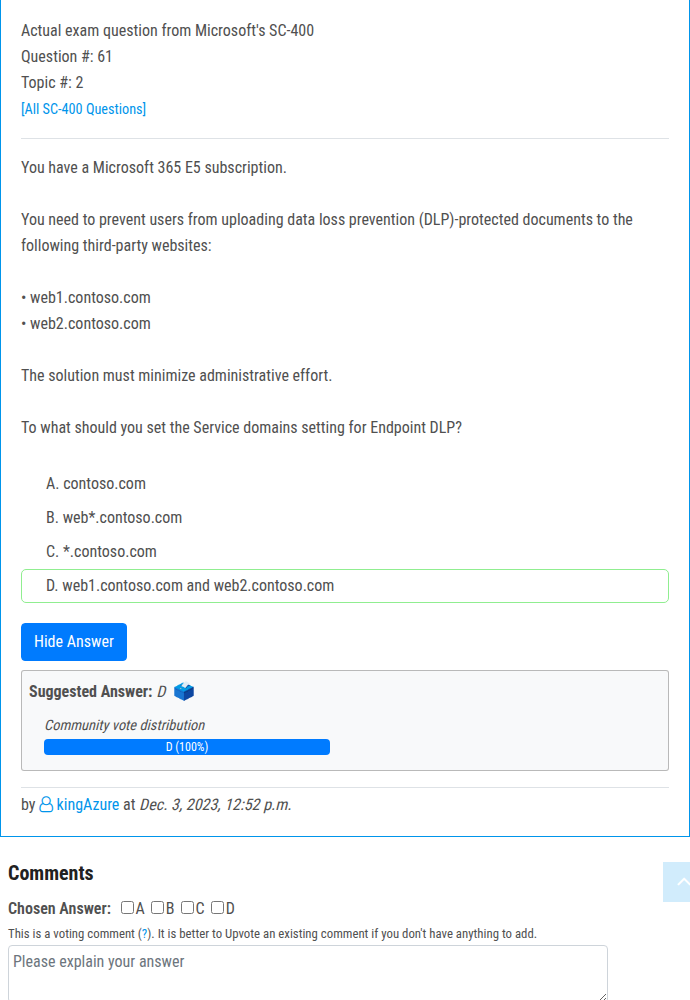 Actual exam question from Microsoft's SC-400
Question #: 61
Topic #: 2
[All SC-400 Questions]
You have a Microsoft 365 E5 subscription.
You need to prevent users from uploading data loss prevention (DLP)-protected documents to the
following third-party websites:
• web1.contoso.com
• web2.contoso.com
The solution must minimize administrative effort.
To what should you set the Service domains setting for Endpoint DLP?
A. contoso.com
B. web*.contoso.com
C. *.contoso.com
D. web1.contoso.com and web2.contoso.com
Hide Answer
Suggested Answer: D
Community vote distribution
D (100%)
by kingAzure at Dec. 3, 2023, 12:52 p.m.
Comments
Chosen Answer: A B C D
This is a voting comment (?). It is better to Upvote an existing comment if you don't have anything to add.
Please explain your answer